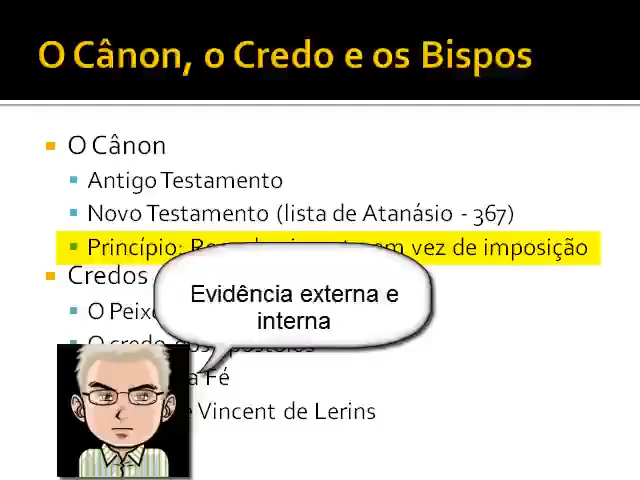 O Cânon, o Credo e os Bispos
O Cânon
Antigo Testamento
Novo Testamento (lista de Atanásio - 367)
Princípio: em vez de imposição
Credos
Evidência externa e
interna
O
O
Fé
Vincent de Lerins